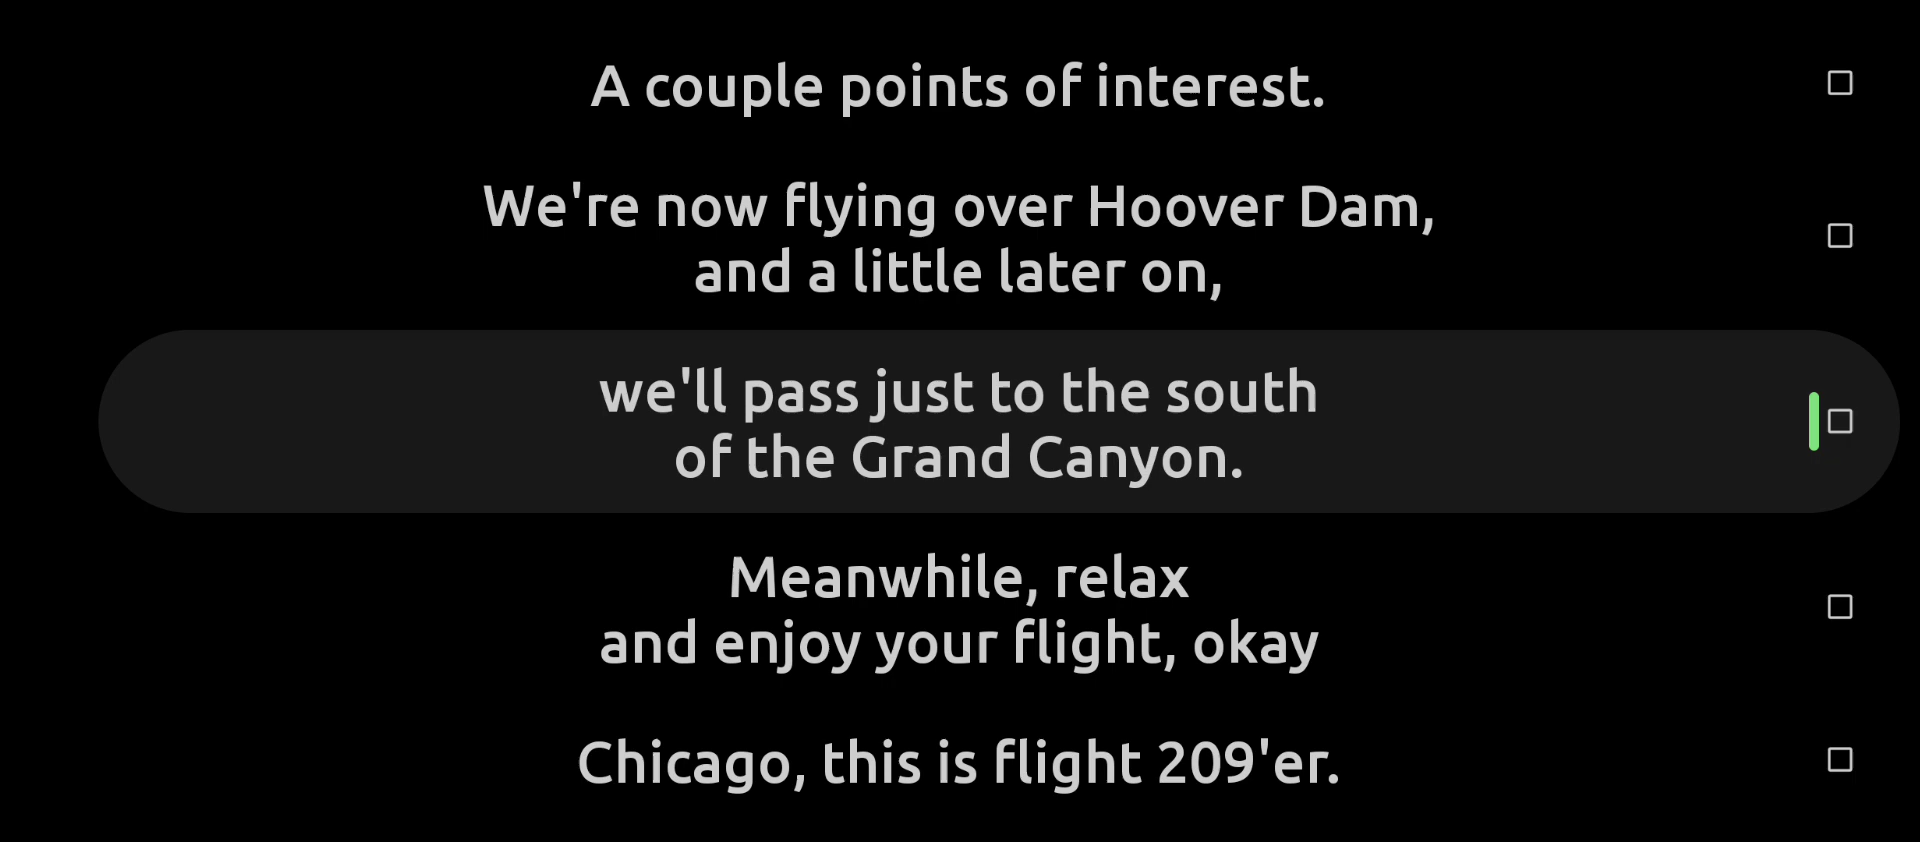 A couple points of interest.
We're now flying over Hoover Dam,
and a little later on,
we'll pass just to the south
of the Grand Canyon.
Meanwhile, relax
and enjoy your flight, okay
Chicago, this is flight 209'er.